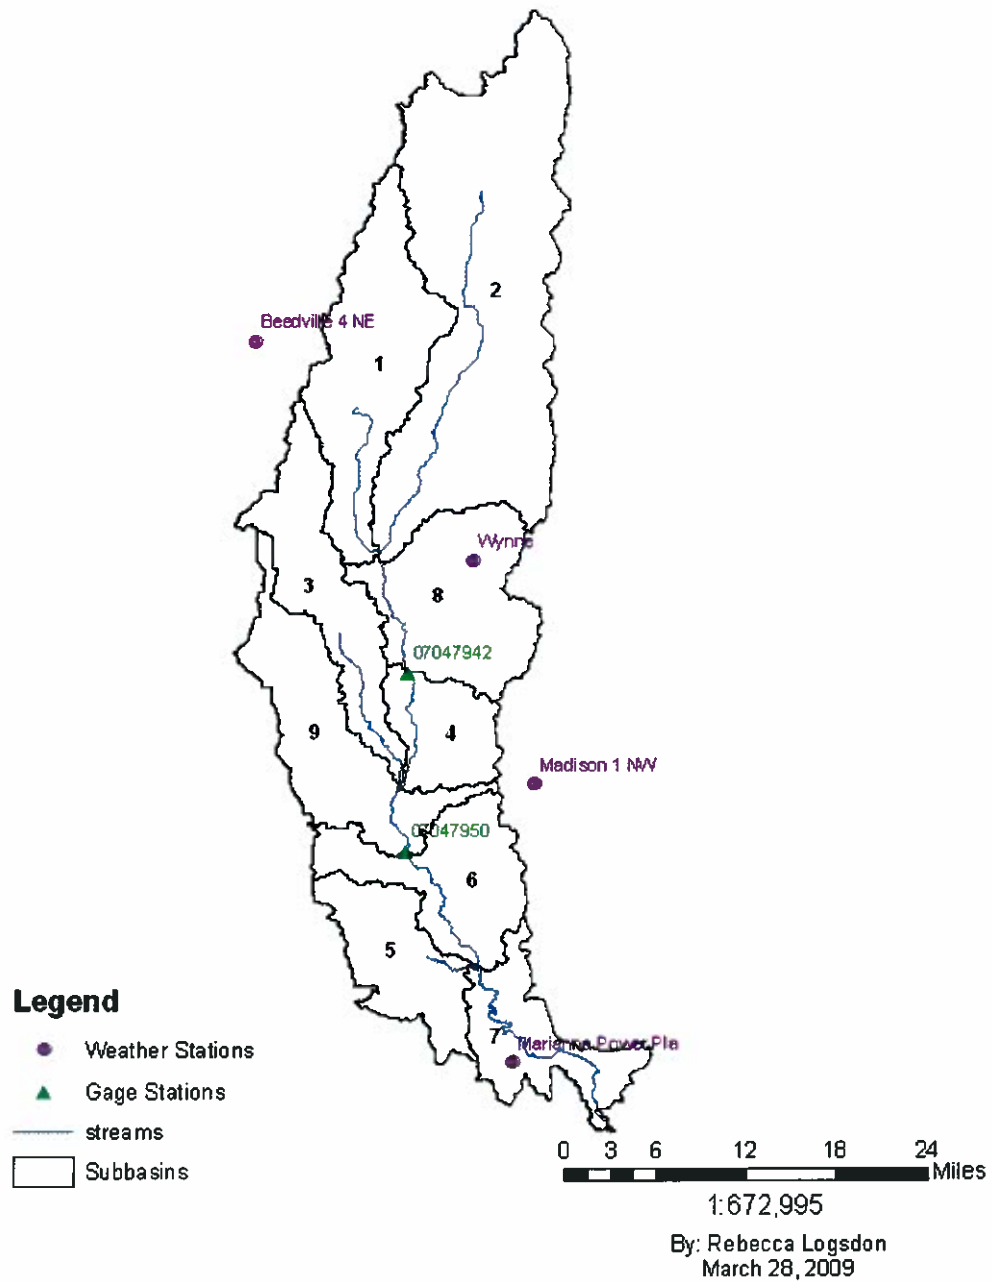 2
Beedville 4 NE
1
Wynne
3
8
07047942
9
4
Madison 1 NW
07047950
6
5
7
Marianna Power Pla
Legend
Weather Stations
Gage Stations
streams
Subbasins
0 3 6 12 18 24
Miles
1:672,995
By: Rebecca Logsdon
March 28, 2009